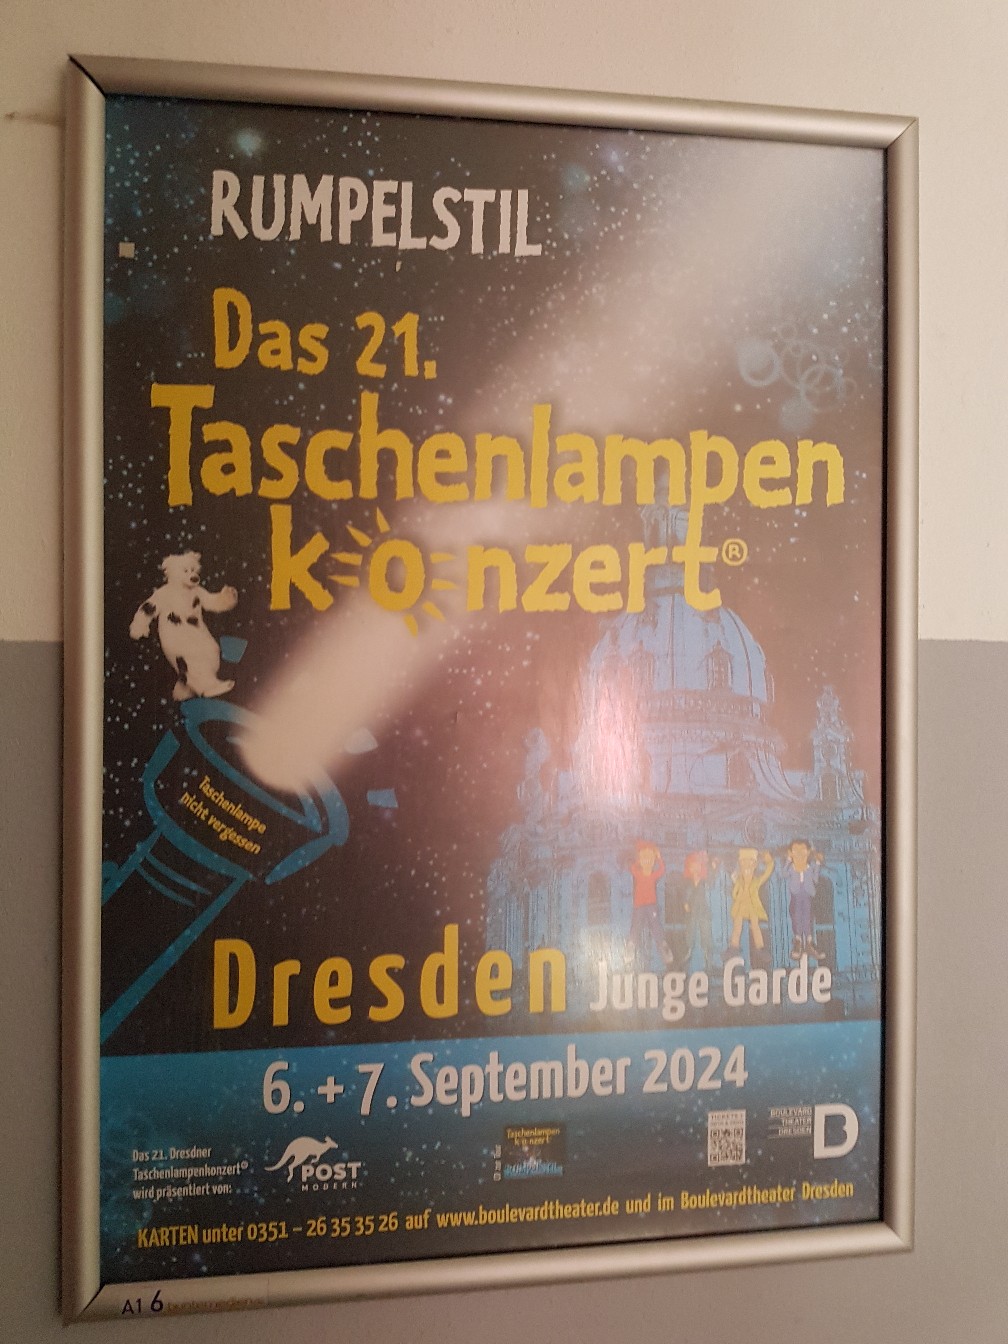 RUMPELSTIL
Das 21.
Taschenlampen
konzert®
Taschenlampe
nicht vergessen
Dresden Junge Garde
6. + 7. September 2024
Das 21. Dresdner
Taschenlampenkonzert®
wird präsentiert von:
POST
MODERN
Taschenlampen
konzert
RUMPELSTIL
TICKETS
BOULEVARD
THEATER
DRESDEN
B
KARTEN unter 0351 – 26 35 35 26 auf www.boulevardtheater.de und im Boulevardtheater Dresden
A1 6